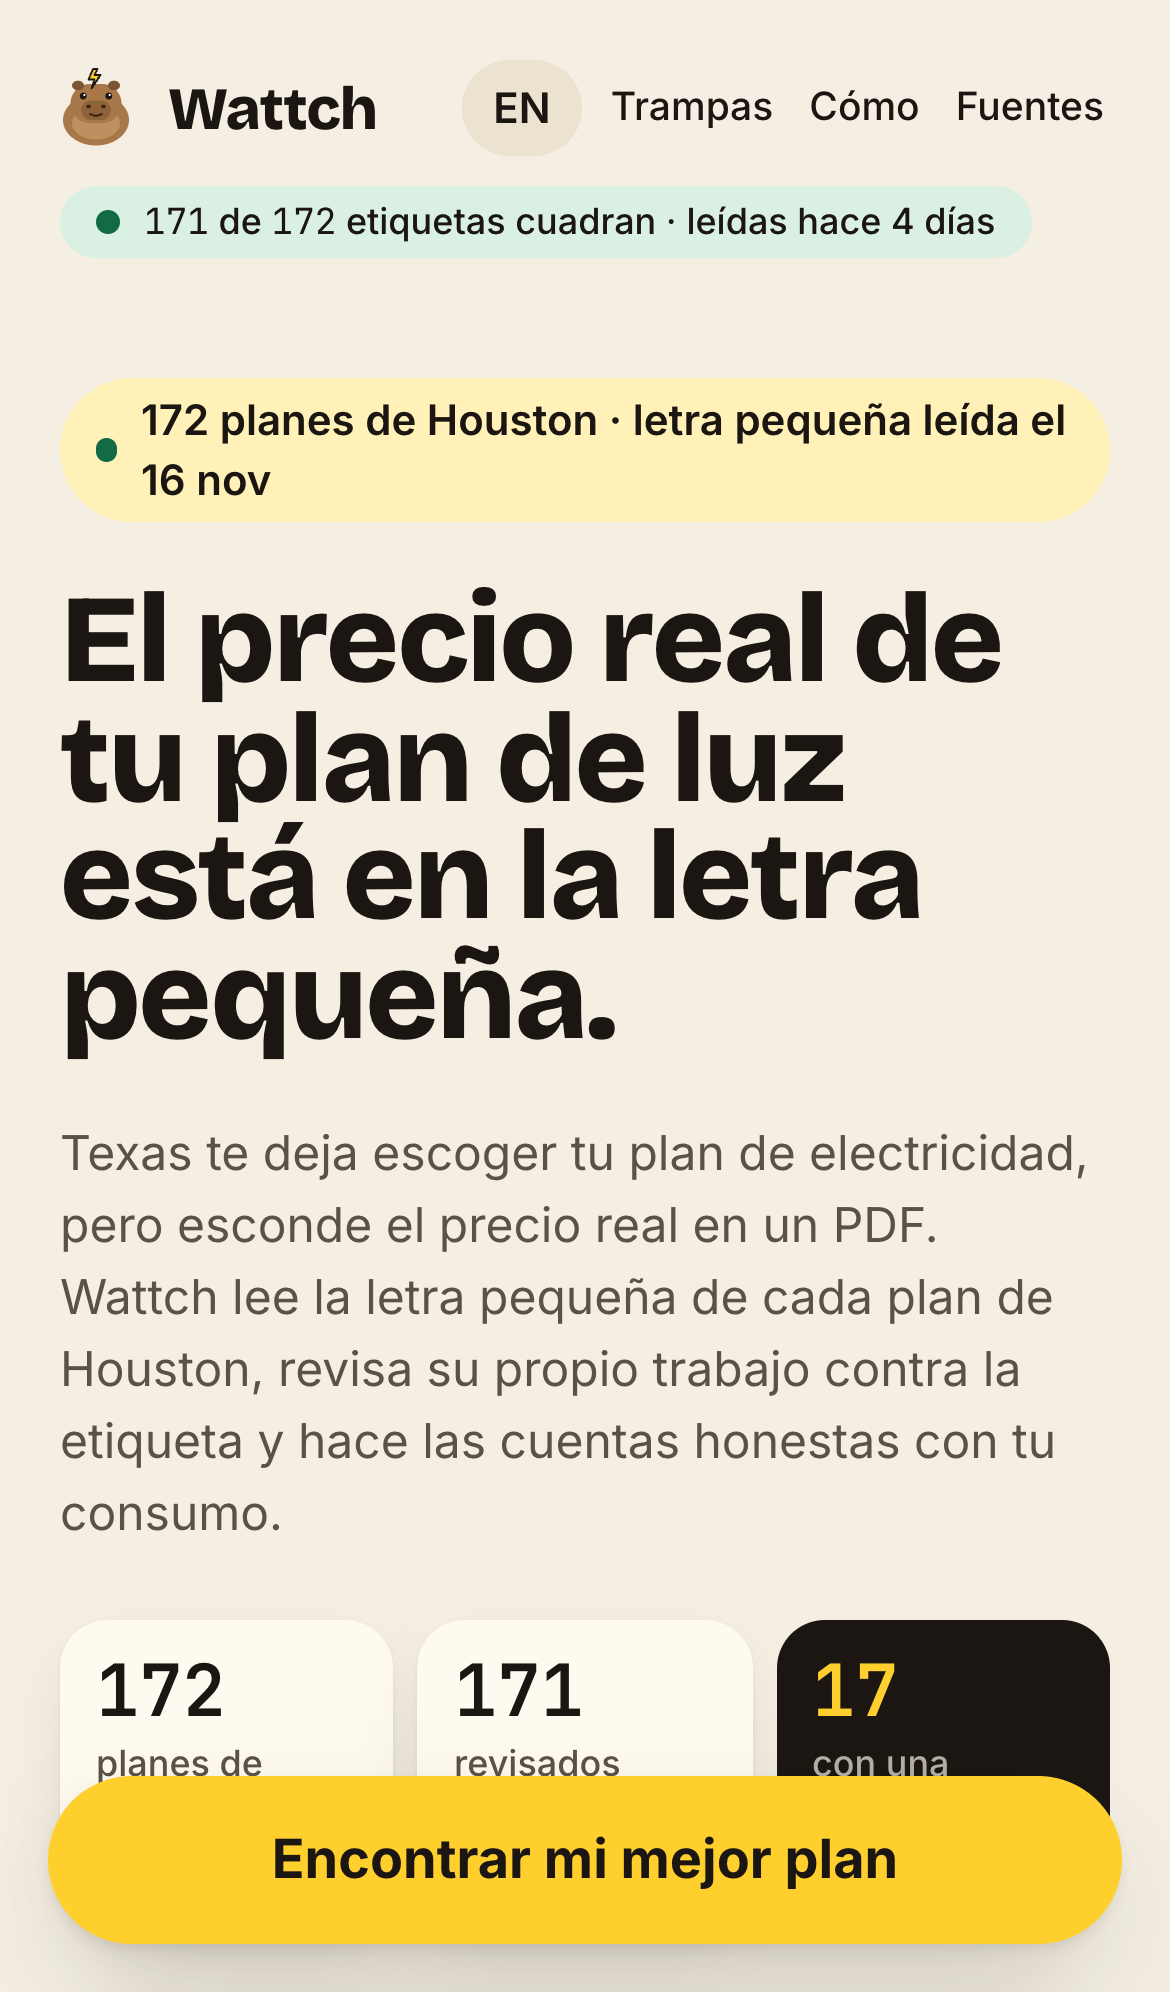 Wattch
EN
Trampas
Cómo
Fuentes
171 de 172 etiquetas cuadran · leídas hace 4 días
172 planes de Houston · letra pequeña leída el
16 nov
El precio real de
tu plan de luz
está en la letra
pequeña.
Texas te deja escoger tu plan de electricidad,
pero esconde el precio real en un PDF.
Wattch lee la letra pequeña de cada plan de
Houston, revisa su propio trabajo contra la
etiqueta y hace las cuentas honestas con tu
consumo.
172
planes de
171
revisados
17
con una
Encontrar mi mejor plan